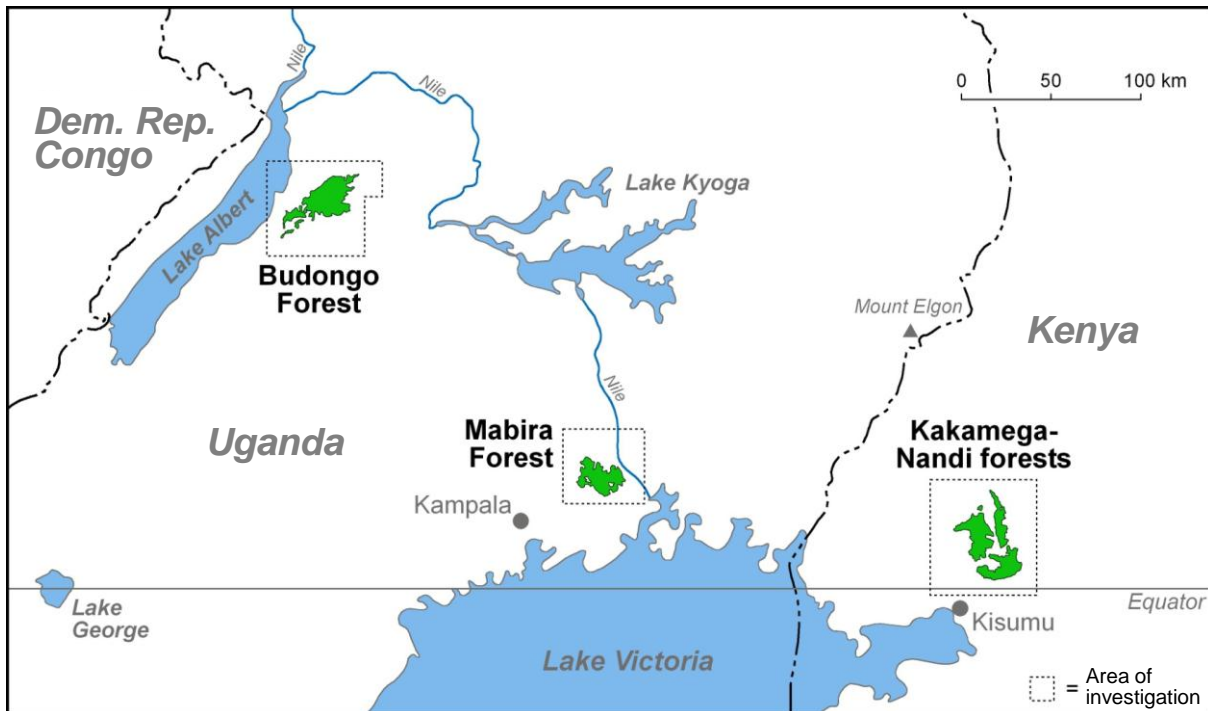 Nile
Nile
0 50 100 km
Dem. Rep.
Congo
Lake Kyoga
Lake Albert
Budongo
Forest
Mount Elgon
Kenya
Nile
Uganda
Mabira
Forest
Kakamega-
Nandi forests
Kampala
Lake
George
Equator
Kisumu
Lake Victoria
= Area of
investigation